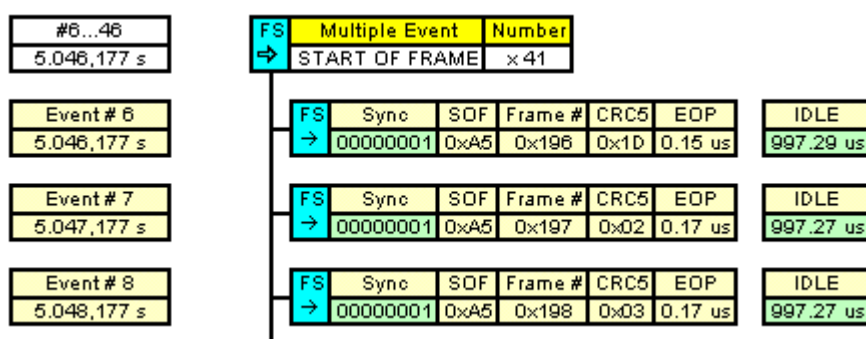 #6...46 FS Multiple Event Number
5.046,177 s ⇒ START OF FRAME x 41
Event # 6 FS Sync SOF Frame # CRC5 EOP IDLE
5.046,177 s → 00000001 0xA5 0x196 0x1D 0.15 us 997.29 us
Event # 7 FS Sync SOF Frame # CRC5 EOP IDLE
5.047,177 s → 00000001 0xA5 0x197 0x02 0.17 us 997.27 us
Event # 8 FS Sync SOF Frame # CRC5 EOP IDLE
5.048,177 s → 00000001 0xA5 0x198 0x03 0.17 us 997.27 us